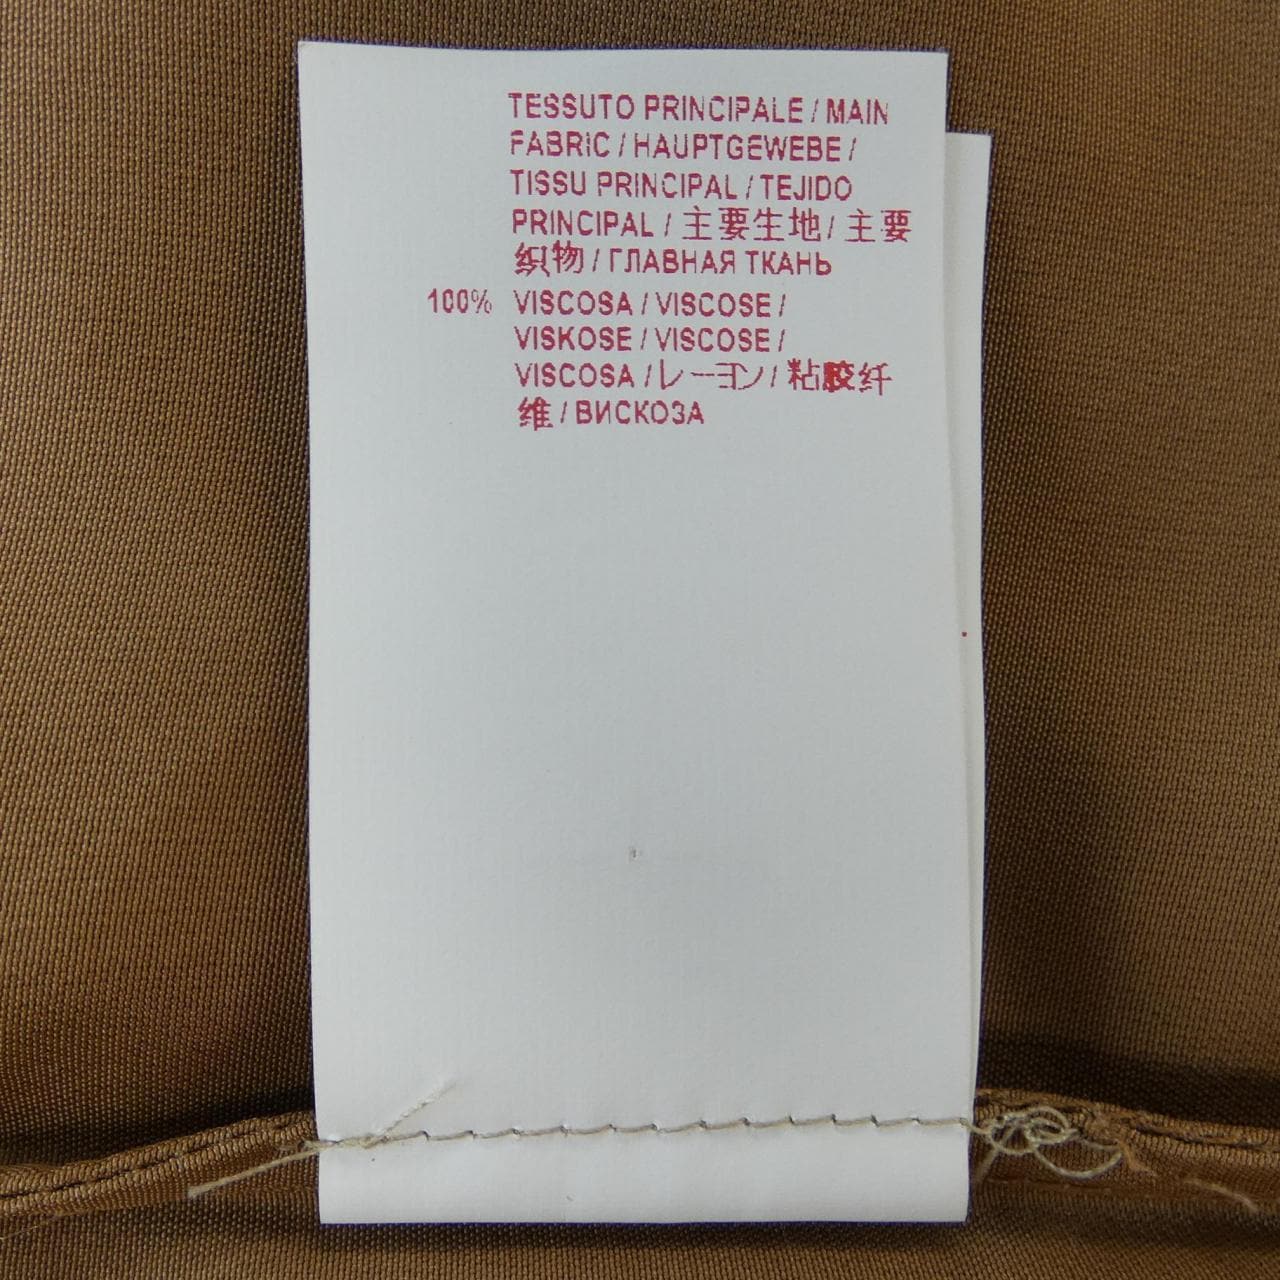 TESSUTO PRINCIPALE / MAIN
FABRIC / HAUPTGEWEBE /
TISSU PRINCIPAL / TEJIDO
PRINCIPAL / 主要生地 / 主要
织物 / ГЛАВНАЯ ТКАНЬ
100% VISCOSA / VISCOSE /
VISKOSE / VISCOSE /
VISCOSA / レーヨン / 粘胶纤
维 / ВИСКОЗА